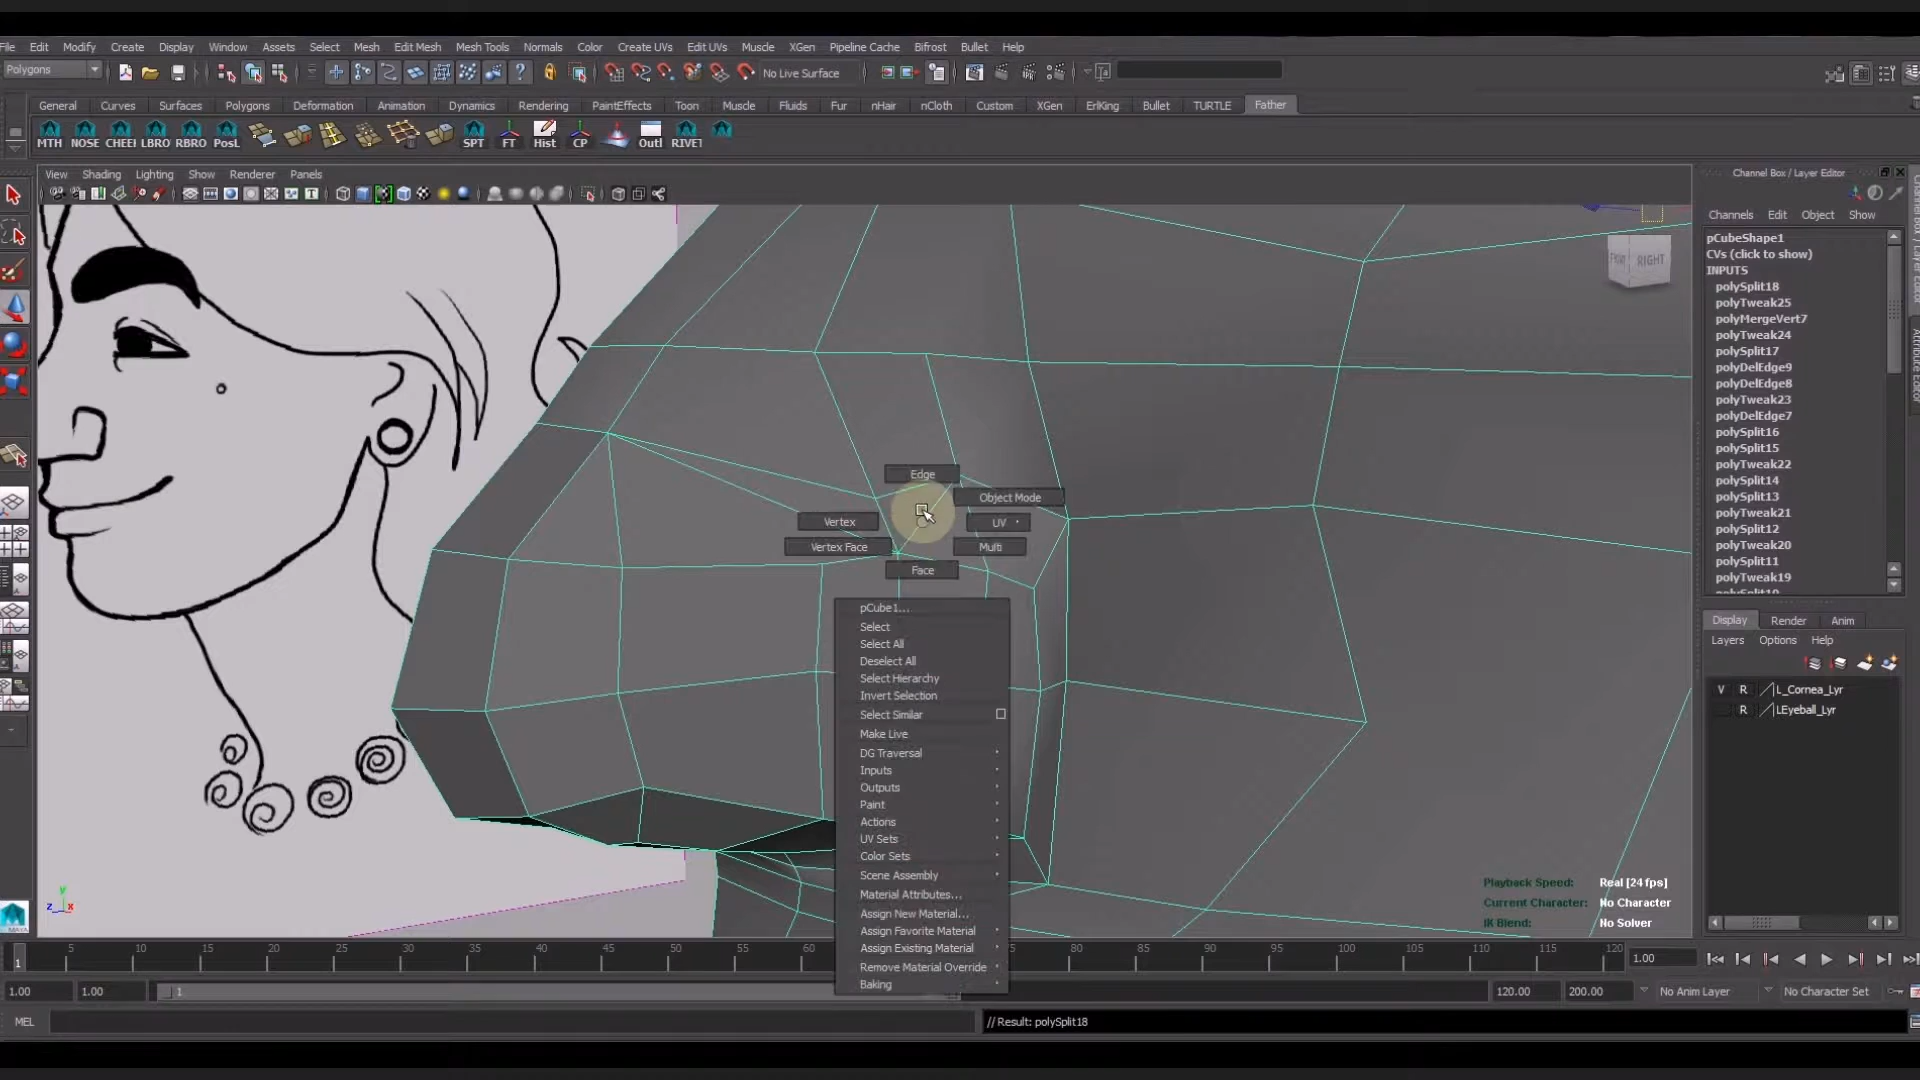 File Edit Modify Create Display Window Assets Select Mesh Edit Mesh Mesh Tools Normals Color Create UVs Edit UVs Muscle XGen Pipeline Cache Bifrost Bullet Help
Polygons No Live Surface
General Curves Surfaces Polygons Deformation Animation Dynamics Rendering PaintEffects Toon Muscle Fluids Fur nHair nCloth Custom XGen ErlKing Bullet TURTLE Father
MTH NOSE CHEEI LBRO RBRO PosL SPT FT Hist CP Outl RIVET
View Shading Lighting Show Renderer Panels
Channel Box / Layer Editor
Channels Edit Object Show
pCubeShape1
CVs (click to show)
INPUTS
polySplit18
polyTweak25
polyMergeVert7
polyTweak24
polySplit17
polyDelEdge9
polyDelEdge8
polyTweak23
polyDelEdge7
polySplit16
polySplit15
polyTweak22
polySplit14
polySplit13
polyTweak21
polySplit12
polyTweak20
polySplit11
polyTweak19
Channel Box / Layer Editor
Attribute Editor
RIGHT
Edge
Object Mode
Vertex
UV
Vertex Face
Multi
Face
pCube1...
Select
Select All
Deselect All
Select Hierarchy
Invert Selection
Select Similar
Make Live
DG Traversal
Inputs
Outputs
Paint
Actions
UV Sets
Color Sets
Scene Assembly
Material Attributes...
Assign New Material...
Assign Favorite Material
Assign Existing Material
Remove Material Override
Baking
Display Render Anim
Layers Options Help
V R L_Cornea_Lyr
R LEyeball_Lyr
Playback Speed: Real [24 fps]
Current Character: No Character
IK Blend: No Solver
y
z x
5 10 15 20 25 30 35 40 45 50 55 60 75 80 85 90 95 100 105 110 115 120
1
1.00
1.00 1.00 1 120.00 200.00 No Anim Layer No Character Set
MEL // Result: polySplit18